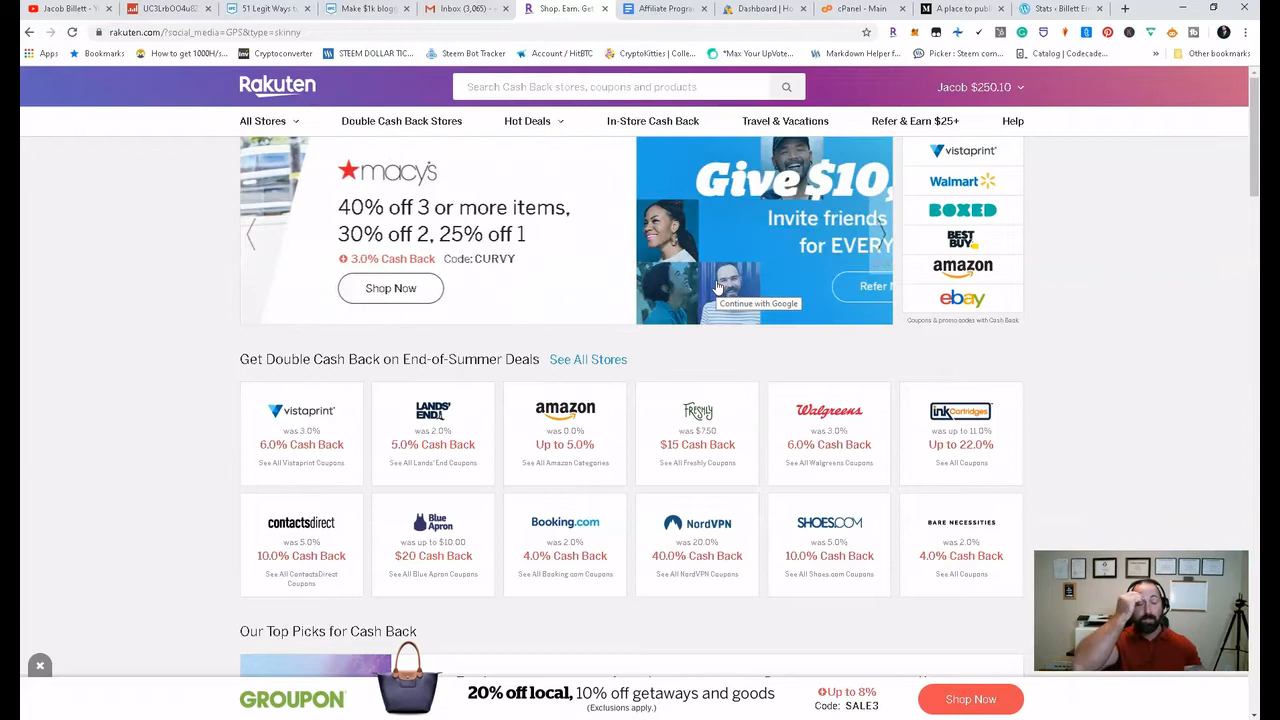 Jacob Billett - Y
UC3LrbOO4u8
51 Legit Ways to
Make $1k blogg
Inbox (3,065) -
Shop. Earn. Get
Affiliate Progra
Dashboard | Ho
cPanel - Main
A place to publi
Stats ‹ Billett Er
rakuten.com/?social_media=GPS&type=skinny
Apps
Bookmarks
How to get 1000/H/s...
Cryptoinverter
STEEM DOLLAR TIC...
Steem Bot Tracker
Account / HitBTC
CryptoKitties | Colle...
*Max Your UpVote...
Markdown Helper f...
Picker - Steem com...
Catalog | Codecade...
»
Other bookmarks
Rakuten
Search Cash Back stores, coupons and products
Jacob $250.10
All Stores
Double Cash Back Stores
Hot Deals
In-Store Cash Back
Travel & Vacations
Refer & Earn $25+
Help
macy's
40% off 3 or more items,
30% off 2, 25% off 1
3.0% Cash Back Code: CURVY
Shop Now
Give $10,
Invite friends
for EVERY
Refer
Continue with Google
vistaprint
Walmart
BOXED
BEST BUY
amazon
ebay
Coupons & promo codes with Cash Back
Get Double Cash Back on End-of-Summer Deals See All Stores
vistaprint
was 3.0%
6.0% Cash Back
See All Vistaprint Coupons
LANDS' END
was 2.0%
5.0% Cash Back
See All Lands' End Coupons
amazon
was 0.0%
Up to 5.0%
See All Amazon Categories
FRESHLY
was $7.50
$15 Cash Back
See All Freshly Coupons
Walgreens
was 3.0%
6.0% Cash Back
See All Walgreens Coupons
inkCartridges
was up to 11.0%
Up to 22.0%
See All Coupons
contactsdirect
was 5.0%
10.0% Cash Back
See All ContactsDirect
Coupons
Blue Apron
was up to $10.00
$20 Cash Back
See All Blue Apron Coupons
Booking.com
was 2.0%
4.0% Cash Back
See All Booking.com Coupons
NordVPN
was 20.0%
40.0% Cash Back
See All NordVPN Coupons
SHOES.COM
was 5.0%
10.0% Cash Back
See All Shoes.com Coupons
BARE NECESSITIES
was 2.0%
4.0% Cash Back
See All Coupons
Our Top Picks for Cash Back
GROUPON
20% off local, 10% off getaways and goods
(Exclusions apply.)
Up to 8%
Code: SALE3
Shop Now